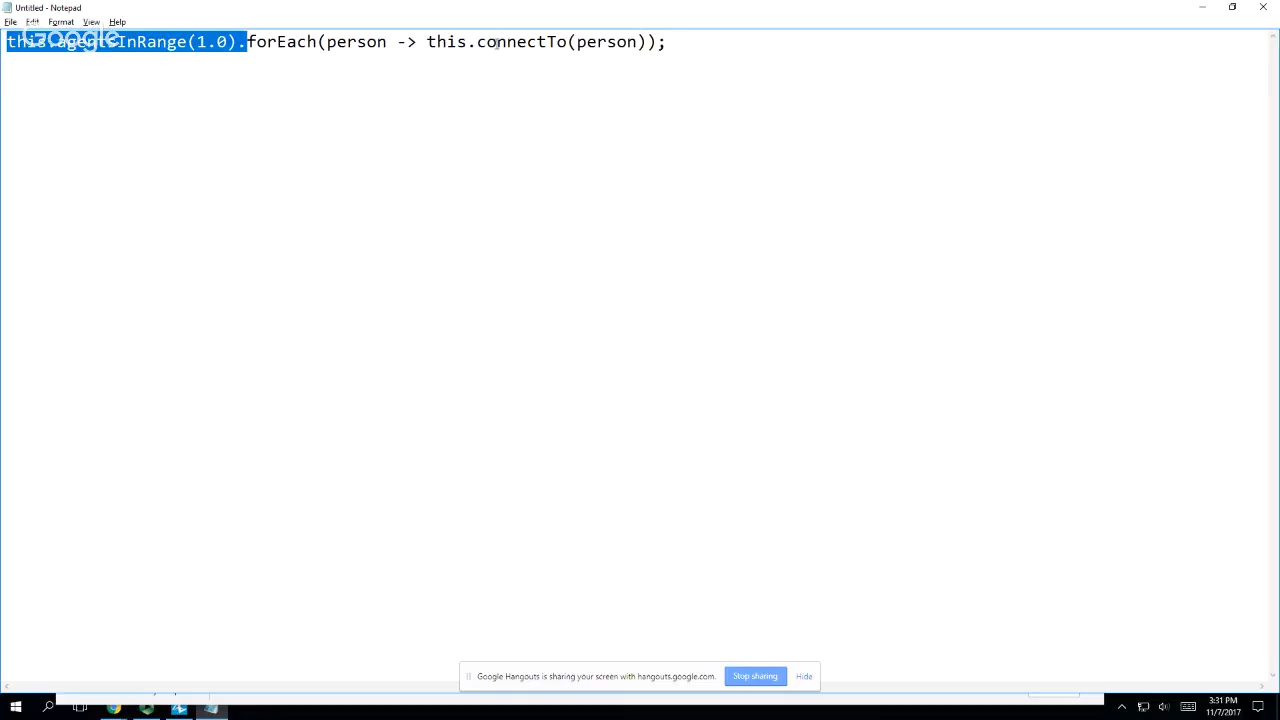 Untitled - Notepad
File Edit Format View Help
Google
this.agentsInRange(1.0).forEach(person -> this.connectTo(person));
Google Hangouts is sharing your screen with hangouts.google.com. Stop sharing Hide
3:31 PM
11/7/2017